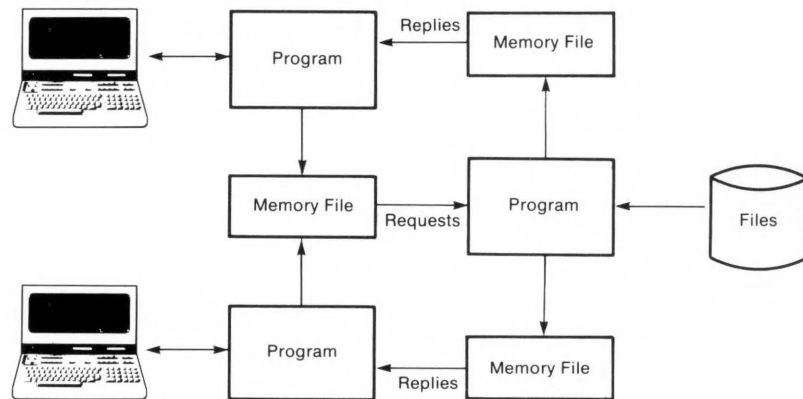 Replies
Memory File
Program
Memory File
Requests
Program
Files
Program
Replies
Memory File